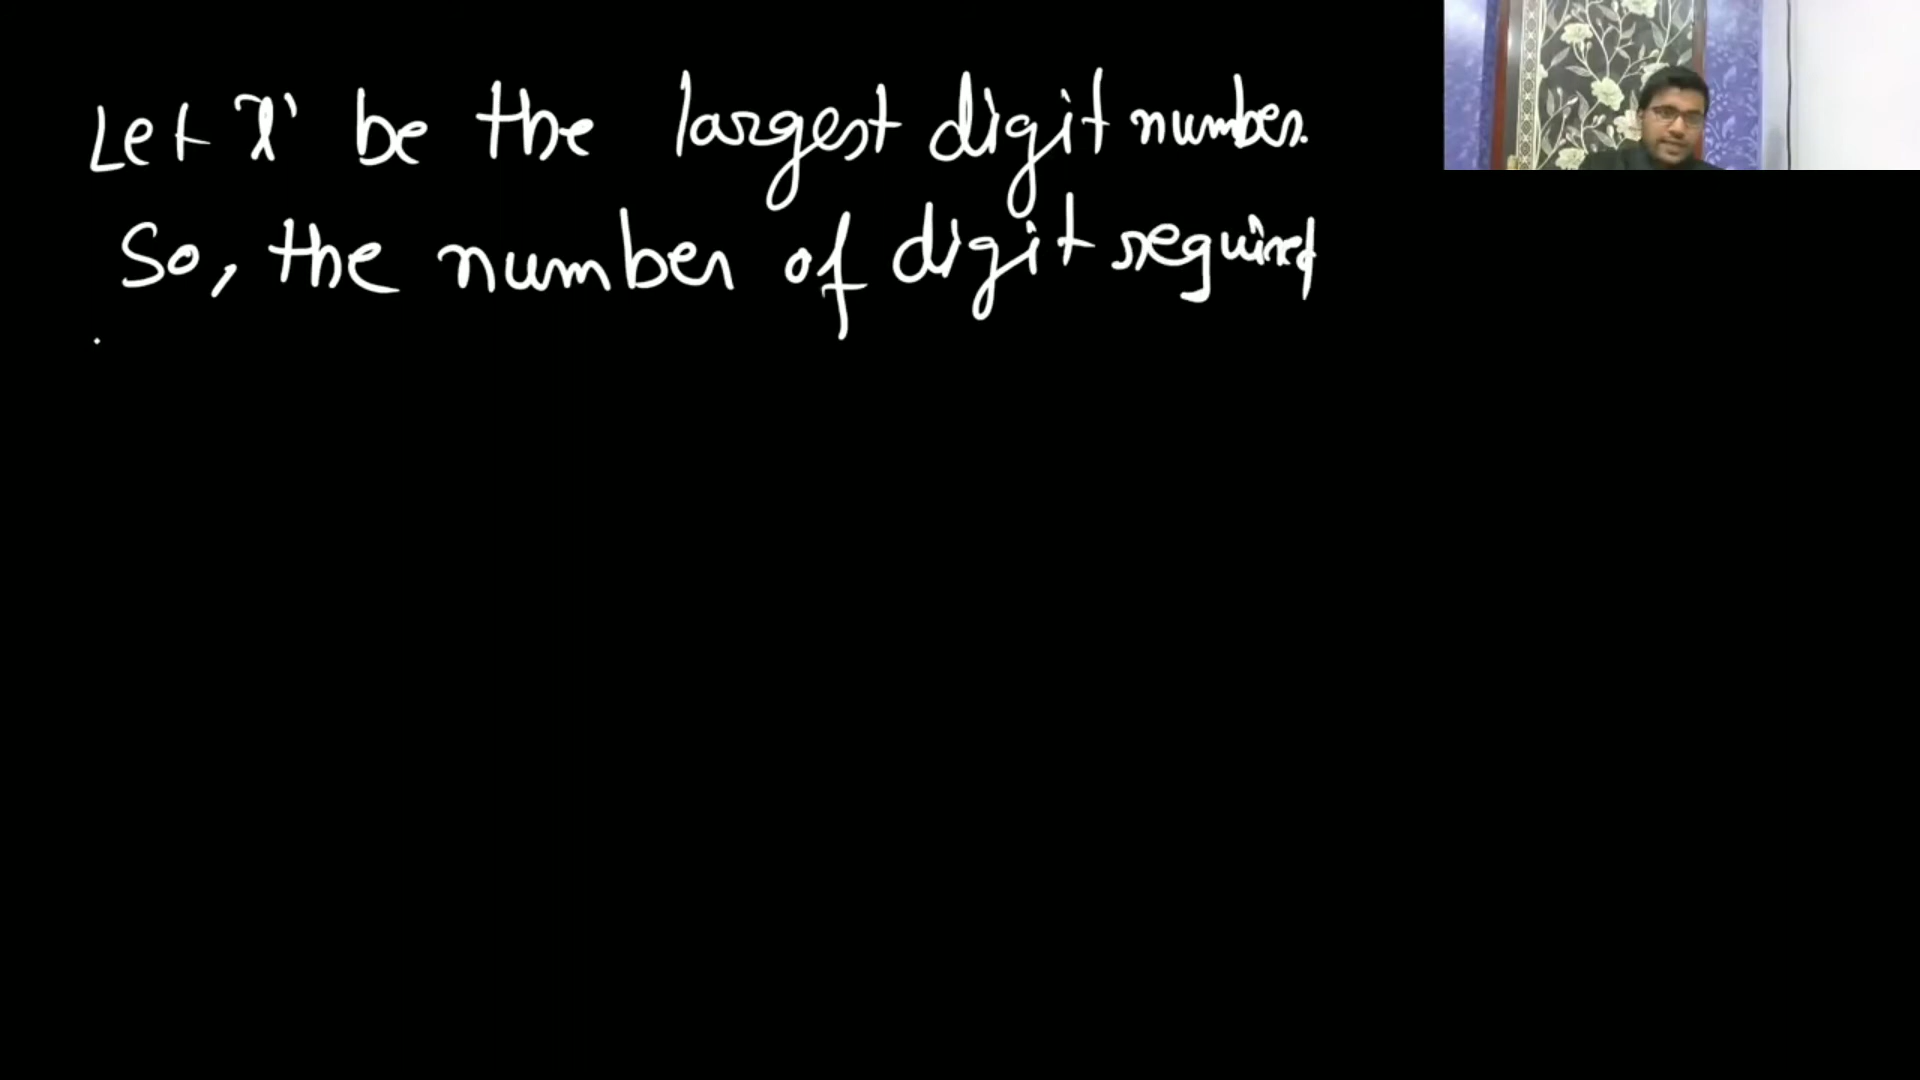 Let 'x' be the largest digit number.
So, the number of digit required